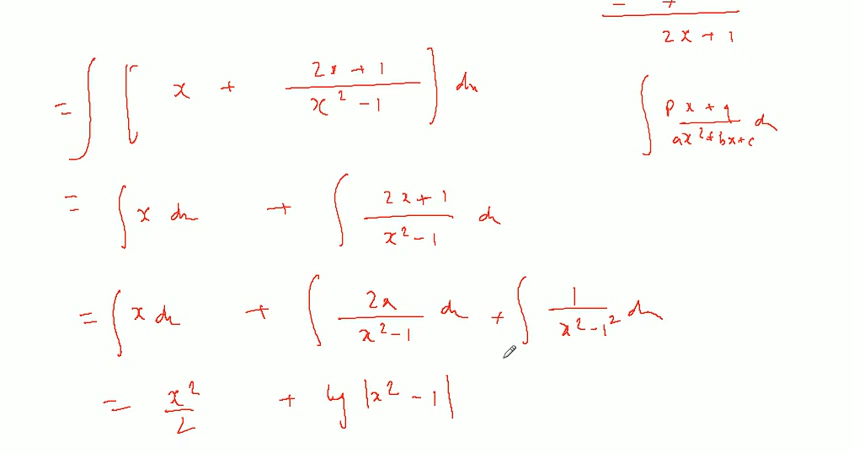 2x + 1
= ∫ [ x + (2x + 1)/(x² - 1) ] dx
∫ (px + q)/(ax² + bx + c) dx
= ∫ x dx + ∫ (2x + 1)/(x² - 1) dx
= ∫ x dx + ∫ 2x/(x² - 1) dx + ∫ 1/(x² - 1²) dx
= x²/2 + log |x² - 1|